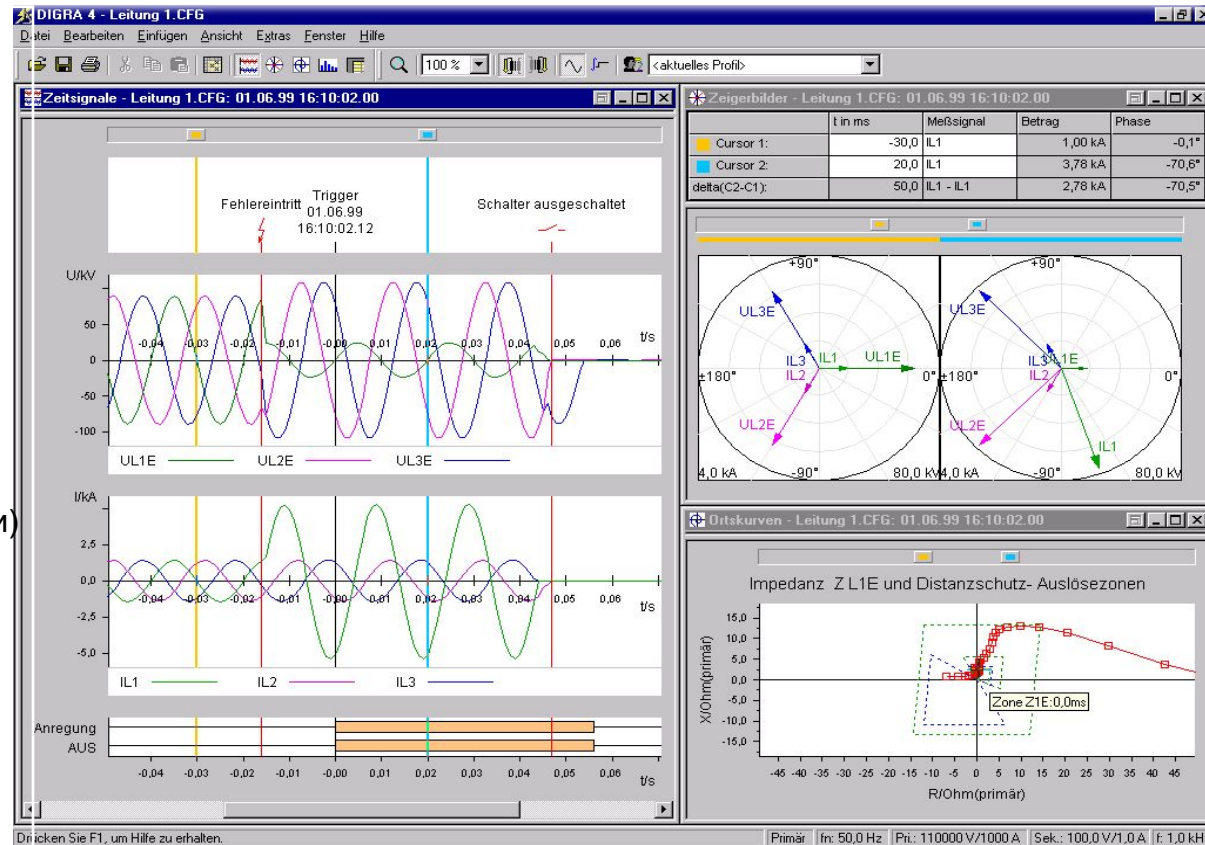 DIGRA 4 - Leitung 1.CFG
Datei Bearbeiten Einfügen Ansicht Extras Fenster Hilfe
100 % <aktuelles Profil>
Zeitsignale - Leitung 1.CFG: 01.06.99 16:10:02.00
Fehlereintritt
Trigger
01.06.99
16:10:02.12
Schalter ausgeschaltet
U/kV
50
0
-50
-100
-0,04 -0,03 -0,02 -0,01 -0,00 0,01 0,02 0,03 0,04 0,05 0,06
t/s
UL1E UL2E UL3E
м)
I/kA
2,5
0,0
-2,5
-5,0
-0,04 -0,03 -0,02 -0,01 0,00 0,01 0,02 0,03 0,04 0,05 0,06
t/s
IL1 IL2 IL3
Anregung
AUS
-0,04 -0,03 -0,02 -0,01 -0,00 0,01 0,02 0,03 0,04 0,05 0,06
t/s
Zeigerbilder - Leitung 1.CFG: 01.06.99 16:10:02.00
t in ms Meßsignal Betrag Phase
Cursor 1: -30,0 IL1 1,00 kA -0,1°
Cursor 2: 20,0 IL1 3,78 kA -70,6°
delta(C2-C1): 50,0 IL1 - IL1 2,78 kA -70,5°
+90°
UL3E
IL3
IL1
UL1E
±180°
IL2
0°
UL2E
4,0 kA
-90°
80,0 kV
+90°
UL3E
IL3
UL1E
±180°
IL2
0°
UL2E
IL1
4,0 kA
-90°
80,0 kV
Ortskurven - Leitung 1.CFG: 01.06.99 16:10:02.00
Impedanz Z L1E und Distanzschutz- Auslösezonen
X/Ohm(primär)
15,0
5,0
0,0
-5,0
-10,0
-15,0
Zone Z1E:0,0ms
-45 -40 -35 -30 -25 -20 -15 -10 -5 0 5 10 15 20 25 30 35 40 45
R/Ohm(primär)
Drücken Sie F1, um Hilfe zu erhalten.
Primär fn: 50,0 Hz Pri.: 110000 V/1000 A Sek.: 100,0 V/1,0 A f: 1,0 kH